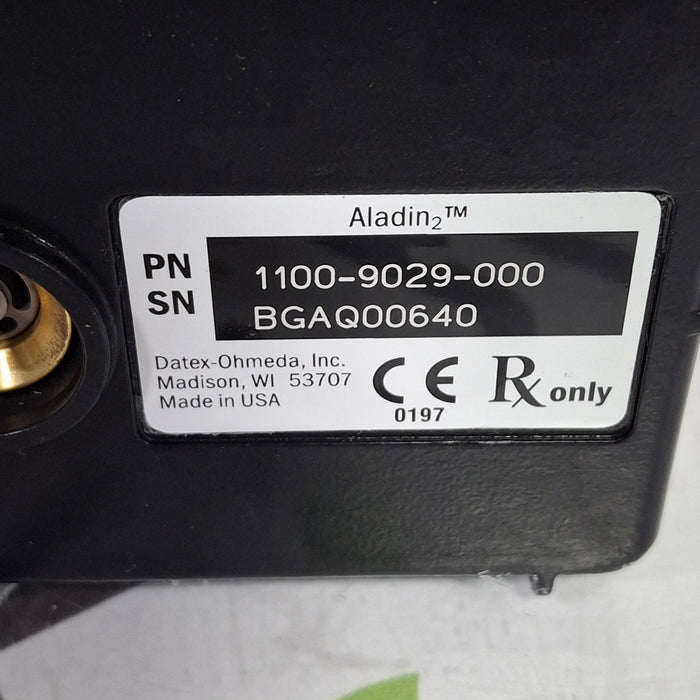 Aladin₂™
PN 1100-9029-000
SN BGAQ00640
Datex-Ohmeda, Inc.
Madison, WI 53707
Made in USA
CE
0197
Rx only